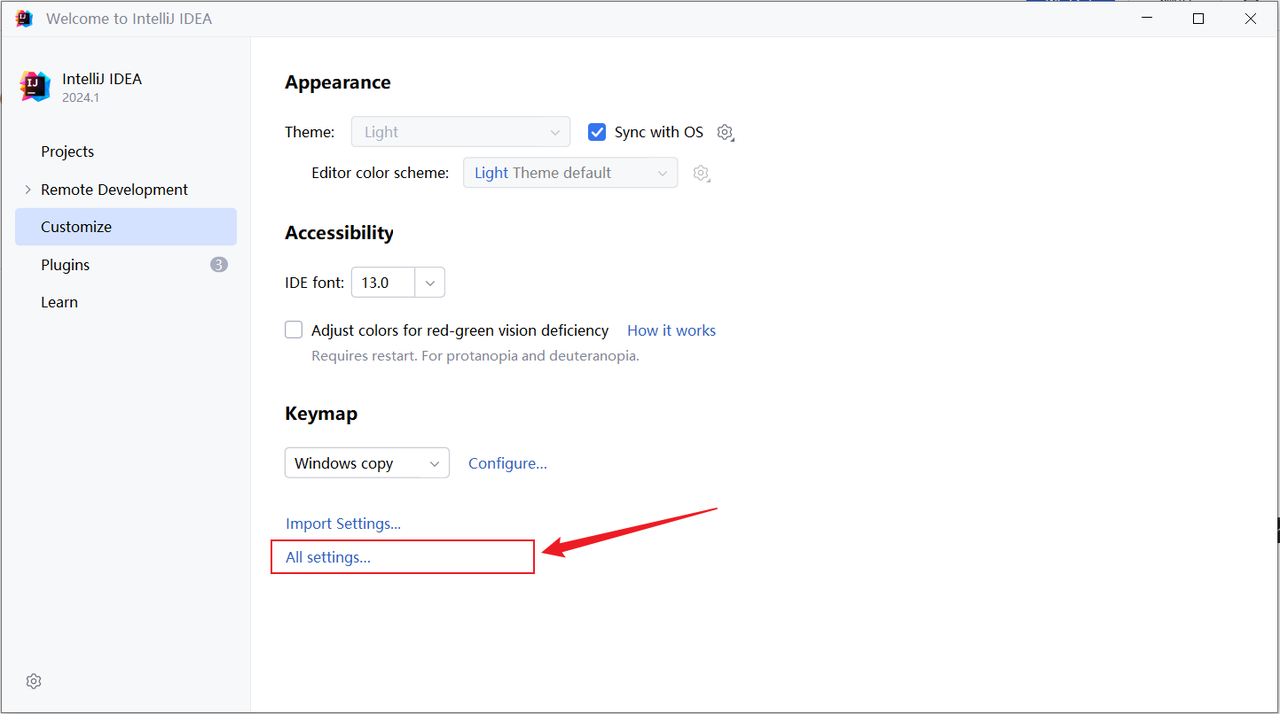 Welcome to IntelliJ IDEA
IntelliJ IDEA
2024.1
Projects
Remote Development
Customize
Plugins 3
Learn
Appearance
Theme: Light Sync with OS
Editor color scheme: Light Theme default
Accessibility
IDE font: 13.0
Adjust colors for red-green vision deficiency How it works
Requires restart. For protanopia and deuteranopia.
Keymap
Windows copy Configure...
Import Settings...
All settings...